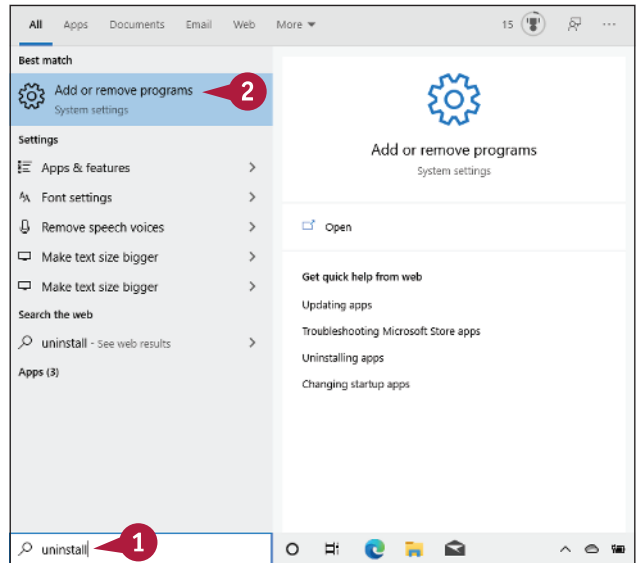 All Apps Documents Email Web More 15 ...
Best match
Add or remove programs
System settings
2
Settings
Apps & features
Font settings
Remove speech voices
Make text size bigger
Make text size bigger
Search the web
uninstall - See web results
Apps (3)
Add or remove programs
System settings
Open
Get quick help from web
Updating apps
Troubleshooting Microsoft Store apps
Uninstalling apps
Changing startup apps
uninstall
1